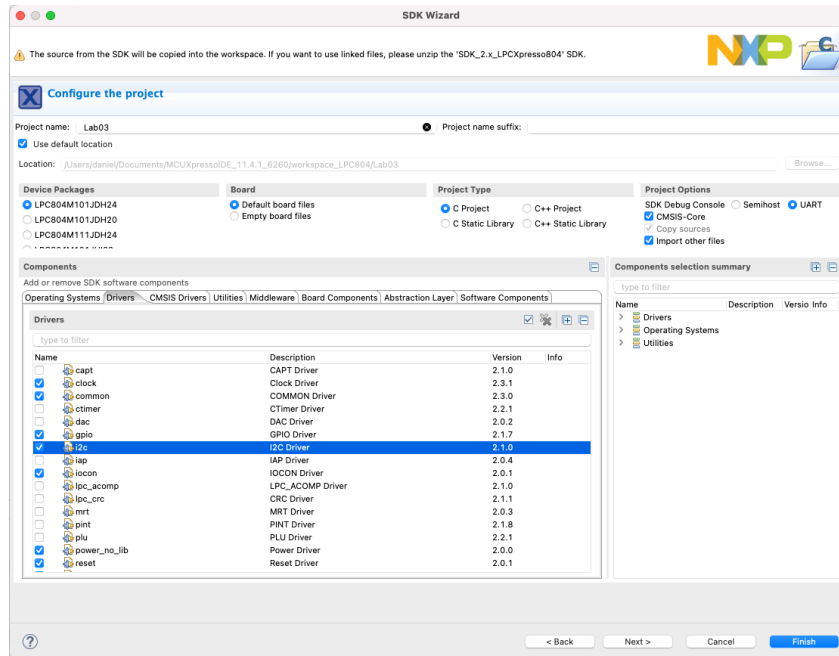 SDK Wizard
The source from the SDK will be copied into the workspace. If you want to use linked files, please unzip the 'SDK_2.x_LPCXpresso804' SDK.
NXP
Configure the project
Project name: Lab03
Project name suffix:
Use default location
Location: /Users/daniel/Documents/MCUXpressoIDE_11.4.1_6260/workspace_LPC804/Lab03
Browse...
Device Packages
LPC804M101JDH24
LPC804M101JDH20
LPC804M111JDH24
Board
Default board files
Empty board files
Project Type
C Project
C++ Project
C Static Library
C++ Static Library
Project Options
SDK Debug Console Semihost UART
CMSIS-Core
Copy sources
Import other files
Components
Add or remove SDK software components
Operating Systems Drivers CMSIS Drivers Utilities Middleware Board Components Abstraction Layer Software Components
Drivers
type to filter
Name Description Version Info
capt CAPT Driver 2.1.0
clock Clock Driver 2.3.1
common COMMON Driver 2.3.0
ctimer CTimer Driver 2.2.1
dac DAC Driver 2.0.2
gpio GPIO Driver 2.1.7
i2c I2C Driver 2.1.0
iap IAP Driver 2.0.4
iocon IOCON Driver 2.0.1
lpc_acomp LPC_ACOMP Driver 2.1.0
lpc_crc CRC Driver 2.1.1
mrt MRT Driver 2.0.3
pint PINT Driver 2.1.8
plu PLU Driver 2.2.1
power_no_lib Power Driver 2.0.0
reset Reset Driver 2.0.1
Components selection summary
type to filter
Name Description Versio Info
Drivers
Operating Systems
Utilities
< Back
Next >
Cancel
Finish